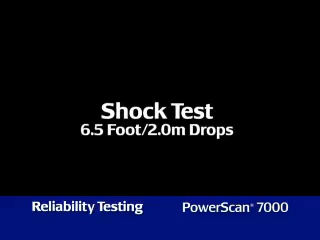 Shock Test
6.5 Foot/2.0m Drops
Reliability Testing PowerScan® 7000